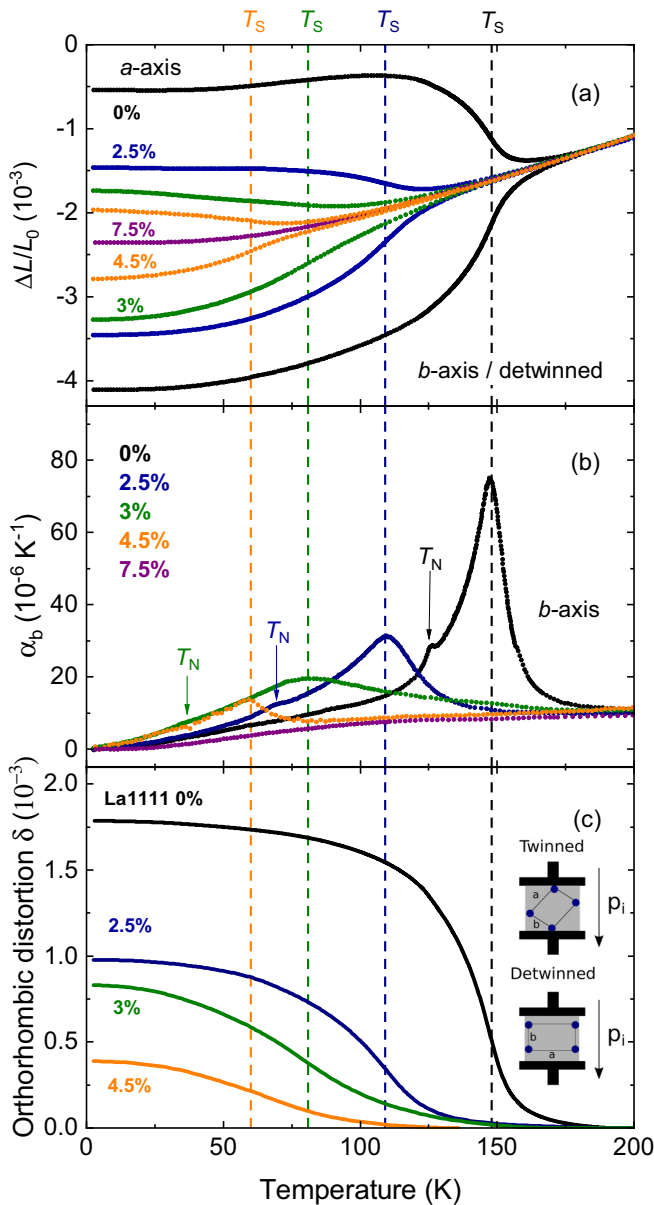 T_S T_S T_S T_S
0
-1
-2
-3
-4
ΔL/L_0 (10^-3)
a-axis
(a)
0%
2.5%
7.5%
4.5%
3%
b-axis / detwinned
80
60
40
20
0
α_b (10^-6 K^-1)
0%
(b)
2.5%
3%
4.5%
7.5%
T_N
b-axis
T_N
T_N
2.0
1.5
1.0
0.5
0.0
Orthorhombic distortion δ (10^-3)
La1111 0%
(c)
2.5%
3%
4.5%
Twinned
a
b
p_i
Detwinned
b
a
p_i
0 50 100 150 200
Temperature (K)